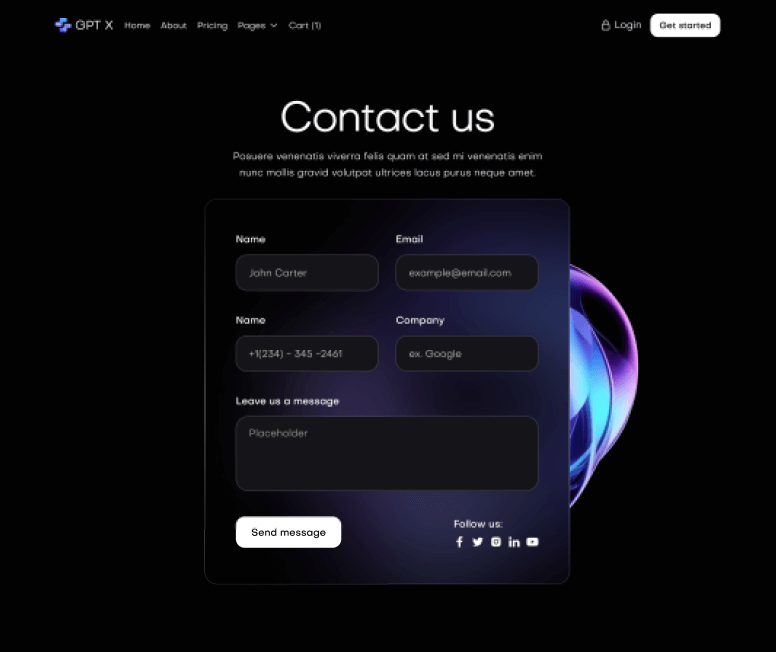 GPT X Home About Pricing Pages Cart (1) Login Get started
Contact us
Posuere venenatis viverra felis quam at sed mi venenatis enim
nunc mollis gravid volutpat ultrices lacus purus neque amet.
Name Email
John Carter example@email.com
Name Company
+1(234) - 345 -2461 ex. Google
Leave us a message
Placeholder
Send message Follow us: